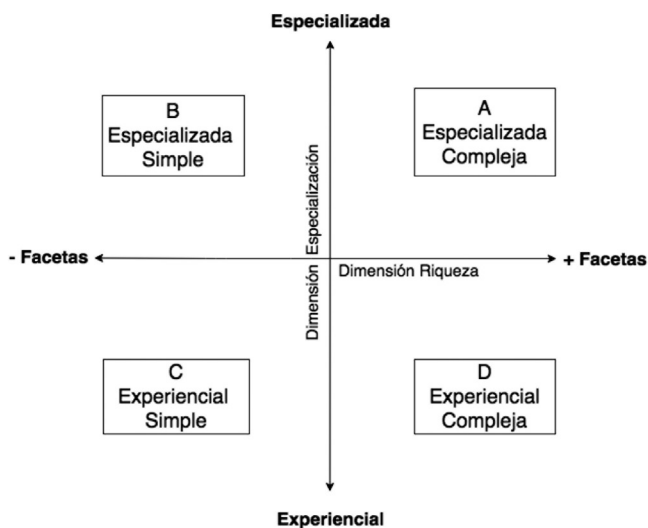 Especializada
B
Especializada
Simple
A
Especializada
Compleja
Dimensión Especialización
- Facetas
Dimensión Riqueza
+ Facetas
C
Experiencial
Simple
D
Experiencial
Compleja
Experiencial